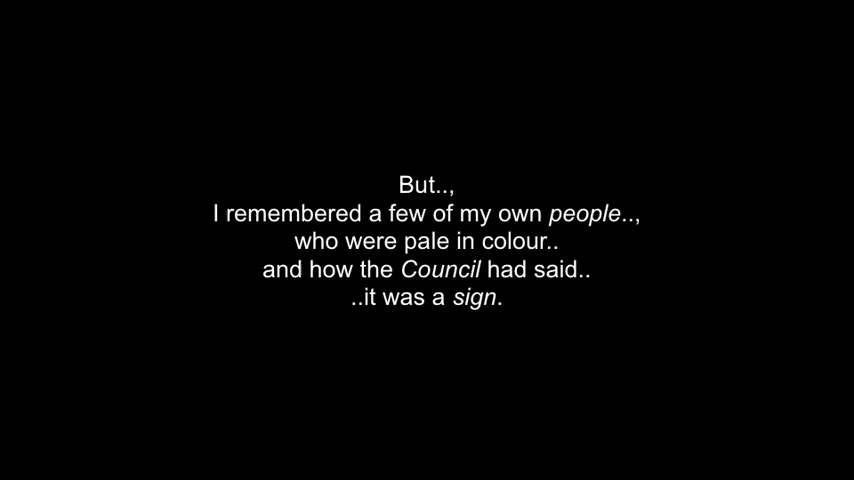 But..,
I remembered a few of my own people..,
who were pale in colour..
and how the Council had said..
..it was a sign.